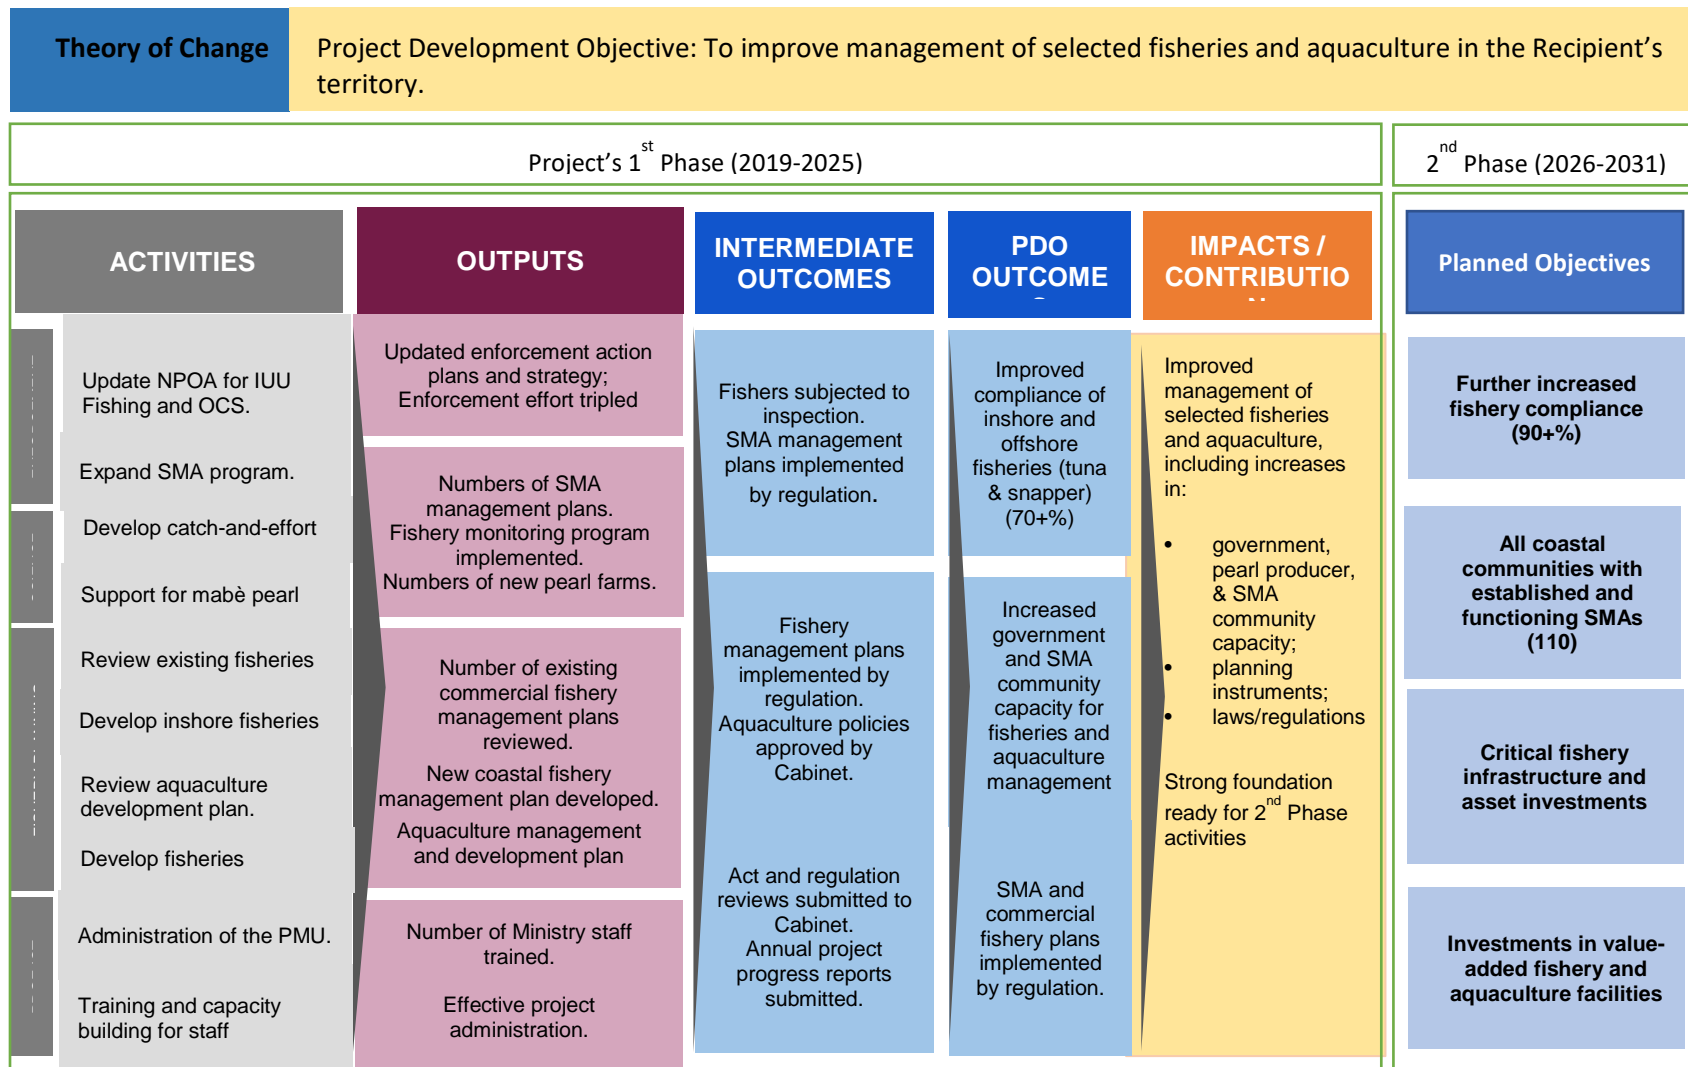 Theory of Change
Project Development Objective: To improve management of selected fisheries and aquaculture in the Recipient's
territory.
Project's 1st Phase (2019-2025)
2nd Phase (2026-2031)
ACTIVITIES
OUTPUTS
INTERMEDIATE
OUTCOMES
PDO
OUTCOME
IMPACTS /
CONTRIBUTIO
Planned Objectives
Update NPOA for IUU
Fishing and OCS.
Expand SMA program.
Develop catch-and-effort
Support for mabè pearl
Review existing fisheries
Develop inshore fisheries
Review aquaculture
development plan.
Develop fisheries
Administration of the PMU.
Training and capacity
building for staff
Updated enforcement action
plans and strategy;
Enforcement effort tripled
Numbers of SMA
management plans.
Fishery monitoring program
implemented.
Numbers of new pearl farms.
Number of existing
commercial fishery
management plans
reviewed.
New coastal fishery
management plan developed.
Aquaculture management
and development plan
Number of Ministry staff
trained.
Effective project
administration.
Fishers subjected to
inspection.
SMA management
plans implemented
by regulation.
Fishery
management plans
implemented by
regulation.
Aquaculture policies
approved by
Cabinet.
Act and regulation
reviews submitted to
Cabinet.
Annual project
progress reports
submitted.
Improved
compliance of
inshore and
offshore
fisheries (tuna
& snapper)
(70+%)
Increased
government
and SMA
community
capacity for
fisheries and
aquaculture
management
SMA and
commercial
fishery plans
implemented
by regulation.
Improved
management of
selected fisheries
and aquaculture,
including increases
in:
• government,
pearl producer,
& SMA
community
capacity;
• planning
instruments;
• laws/regulations
Strong foundation
ready for 2nd Phase
activities
Further increased
fishery compliance
(90+%)
All coastal
communities with
established and
functioning SMAs
(110)
Critical fishery
infrastructure and
asset investments
Investments in value-
added fishery and
aquaculture facilities